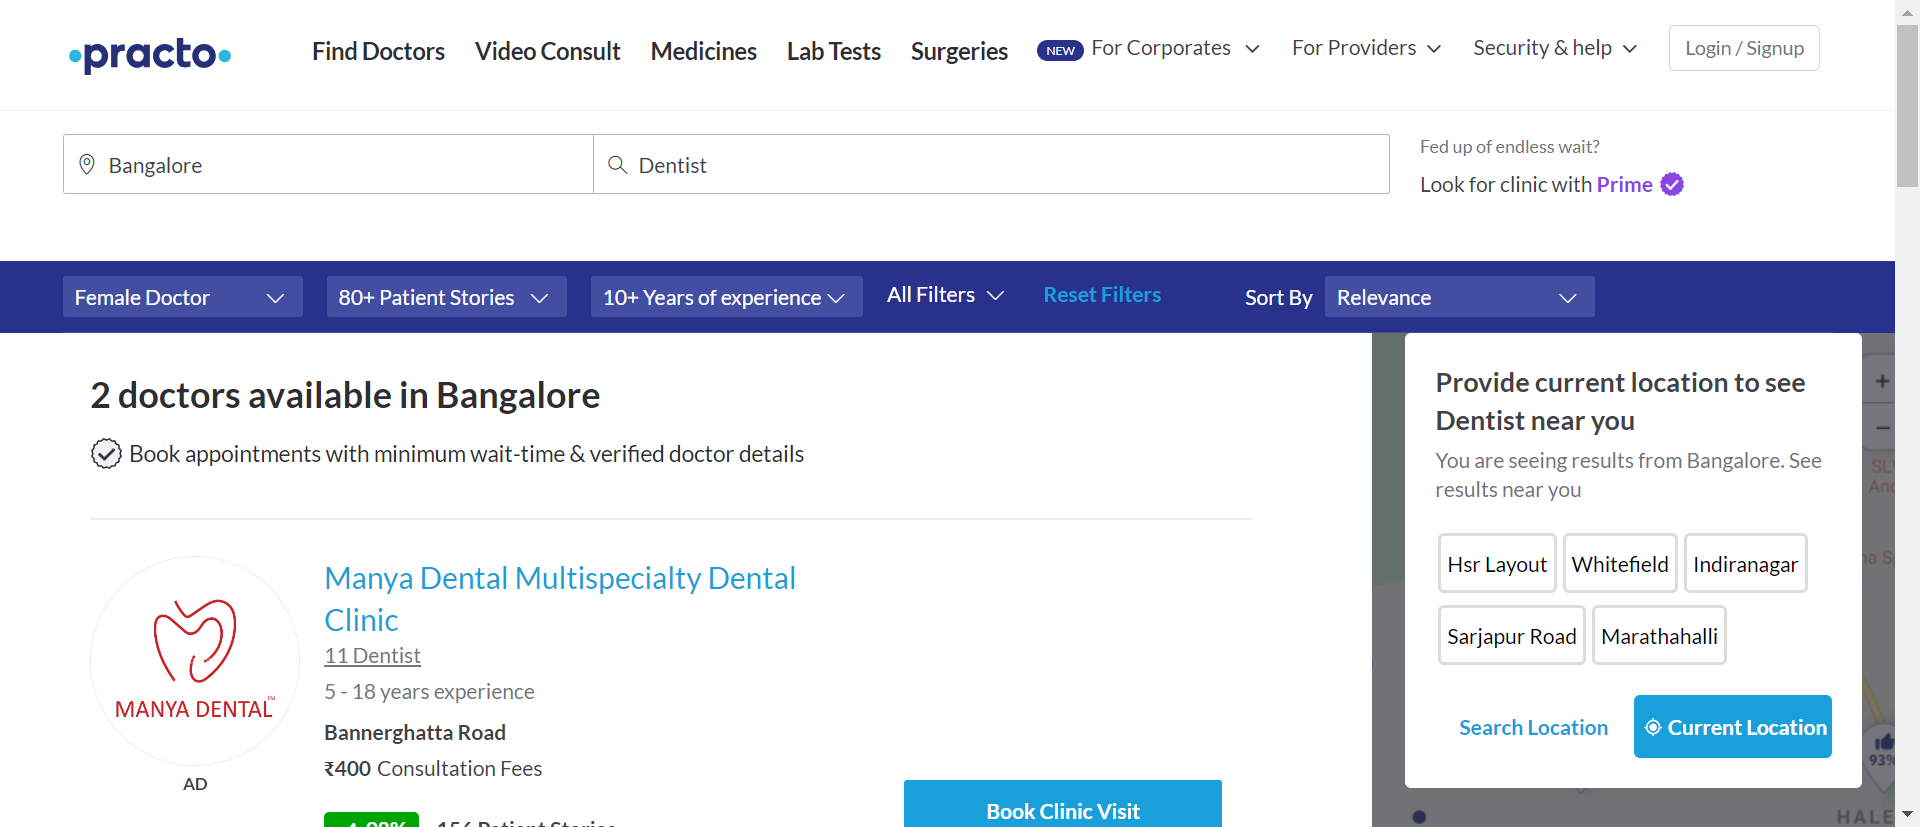 practo
Find Doctors
Video Consult
Medicines
Lab Tests
Surgeries
NEW
For Corporates
For Providers
Security & help
Login / Signup
Bangalore
Dentist
Fed up of endless wait?
Look for clinic with Prime
Female Doctor
80+ Patient Stories
10+ Years of experience
All Filters
Reset Filters
Sort By
Relevance
2 doctors available in Bangalore
Book appointments with minimum wait-time & verified doctor details
MANYA DENTAL™
AD
Manya Dental Multispecialty Dental
Clinic
11 Dentist
5 - 18 years experience
Bannerghatta Road
₹400 Consultation Fees
98%
156 Patient Stories
Book Clinic Visit
Provide current location to see
Dentist near you
You are seeing results from Bangalore. See
results near you
Hsr Layout
Whitefield
Indiranagar
Sarjapur Road
Marathahalli
Search Location
Current Location
+
−
93%